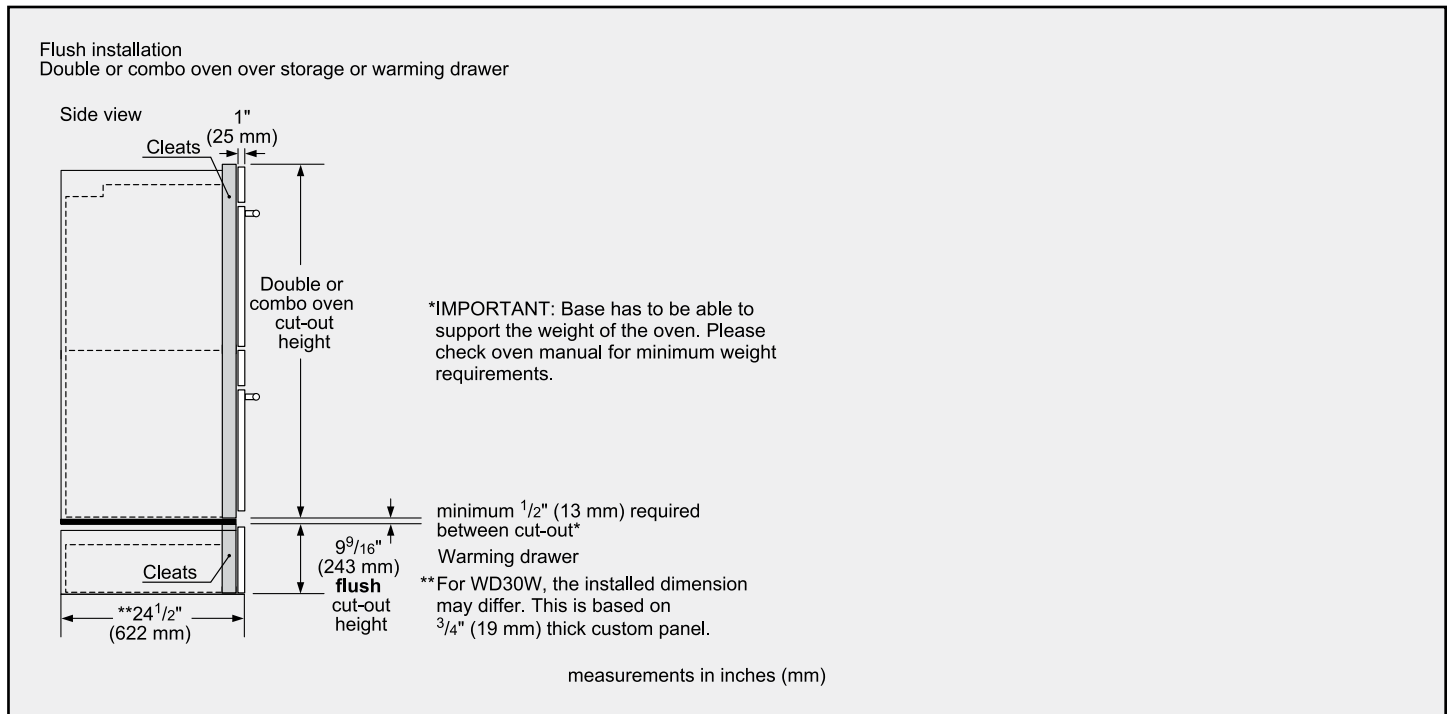 Flush installation
Double or combo oven over storage or warming drawer
Side view
1"
(25 mm)
Cleats
Double or
combo oven
cut-out
height
*IMPORTANT: Base has to be able to
support the weight of the oven. Please
check oven manual for minimum weight
requirements.
minimum 1/2" (13 mm) required
between cut-out*
9 9/16"
(243 mm)
flush
cut-out
height
Warming drawer
Cleats
**24 1/2"
(622 mm)
**For WD30W, the installed dimension
may differ. This is based on
3/4" (19 mm) thick custom panel.
measurements in inches (mm)